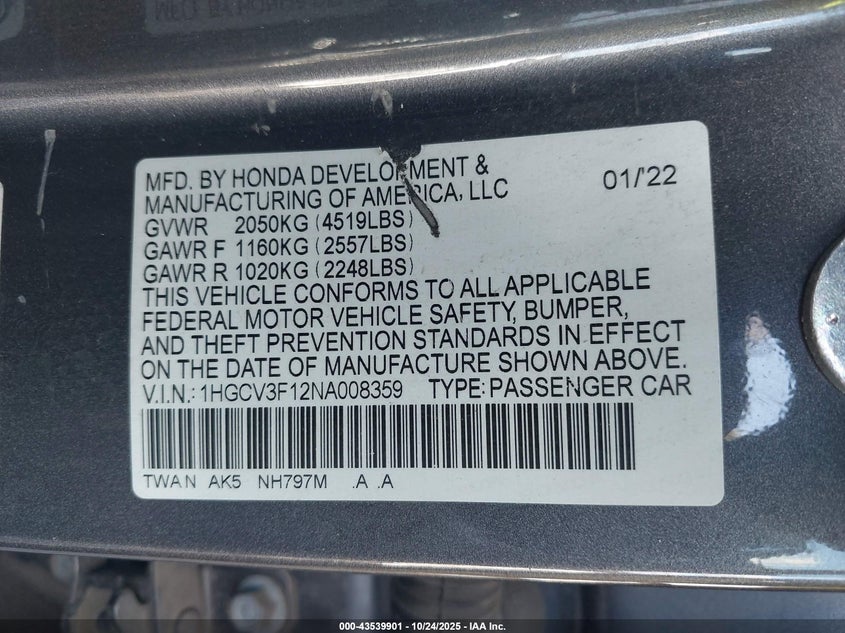 MFD. BY HONDA DEVELOPMENT &
MANUFACTURING OF AMERICA, LLC
01/'22
GVWR 2050KG (4519LBS)
GAWR F 1160KG (2557LBS)
GAWR R 1020KG (2248LBS)
THIS VEHICLE CONFORMS TO ALL APPLICABLE
FEDERAL MOTOR VEHICLE SAFETY, BUMPER,
AND THEFT PREVENTION STANDARDS IN EFFECT
ON THE DATE OF MANUFACTURE SHOWN ABOVE.
V.I.N.: 1HGCV3F12NA008359 TYPE: PASSENGER CAR
TWAN AK5 NH797M .A .A
000-43539901 - 10/24/2025 - IAA Inc.